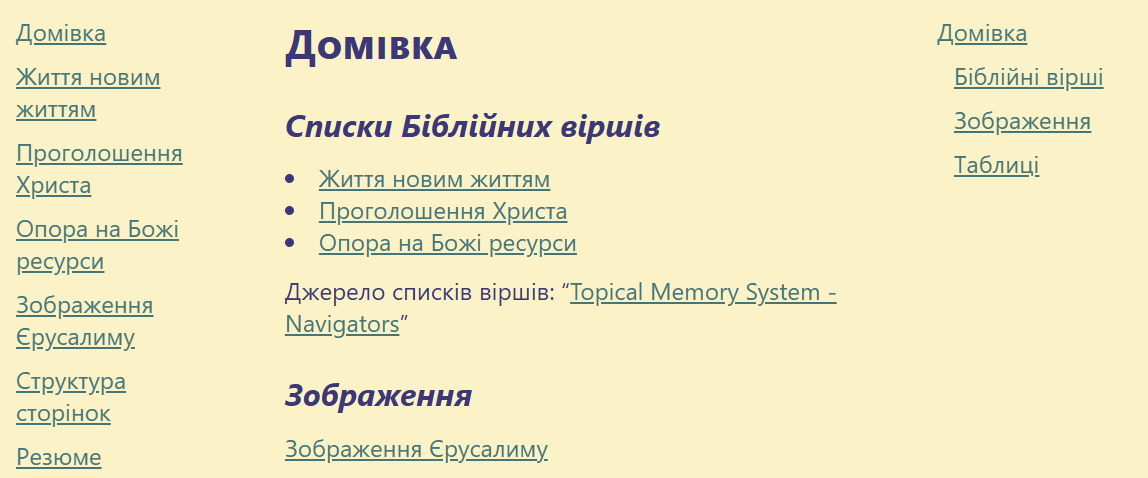 Домівка
Життя новим
життям
Проголошення
Христа
Опора на Божі
ресурси
Зображення
Єрусалиму
Структура
сторінок
Резюме
Домівка
Списки Біблійних віршів
• Життя новим життям
• Проголошення Христа
• Опора на Божі ресурси
Джерело списків віршів: “Topical Memory System -
Navigators”
Зображення
Зображення Єрусалиму
Домівка
Біблійні вірші
Зображення
Таблиці